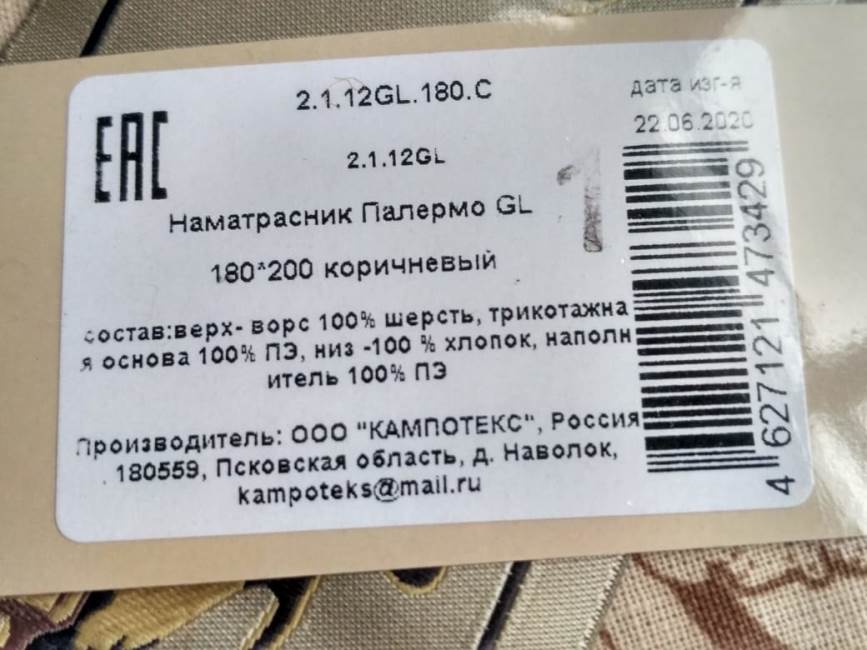 ЕАС
2.1.12GL.180.C
дата изг-я
22.06.2020
2.1.12GL
1
Наматрасник Палермо GL
180*200 коричневый
состав:верх- ворс 100% шерсть, трикотажна
я основа 100% ПЭ, низ -100 % хлопок, наполн
итель 100% ПЭ
Производитель: ООО "КАМПОТЕКС", Россия
180559, Псковская область, д. Наволок,
kampoteks@mail.ru
4 627121 473429